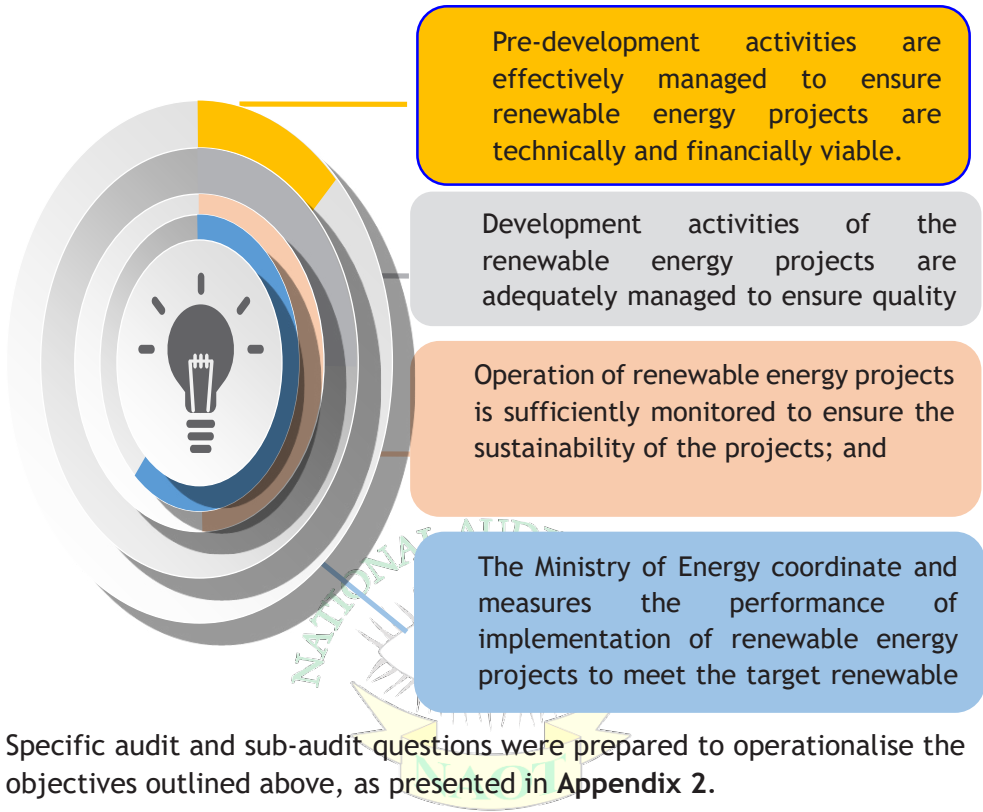 Pre-development activities are
effectively managed to ensure
renewable energy projects are
technically and financially viable.
Development activities of the
renewable energy projects are
adequately managed to ensure quality
Operation of renewable energy projects
is sufficiently monitored to ensure the
sustainability of the projects; and
The Ministry of Energy coordinate and
measures the performance of
implementation of renewable energy
projects to meet the target renewable
NATIONAL
NAOT
Specific audit and sub-audit questions were prepared to operationalise the
objectives outlined above, as presented in Appendix 2.